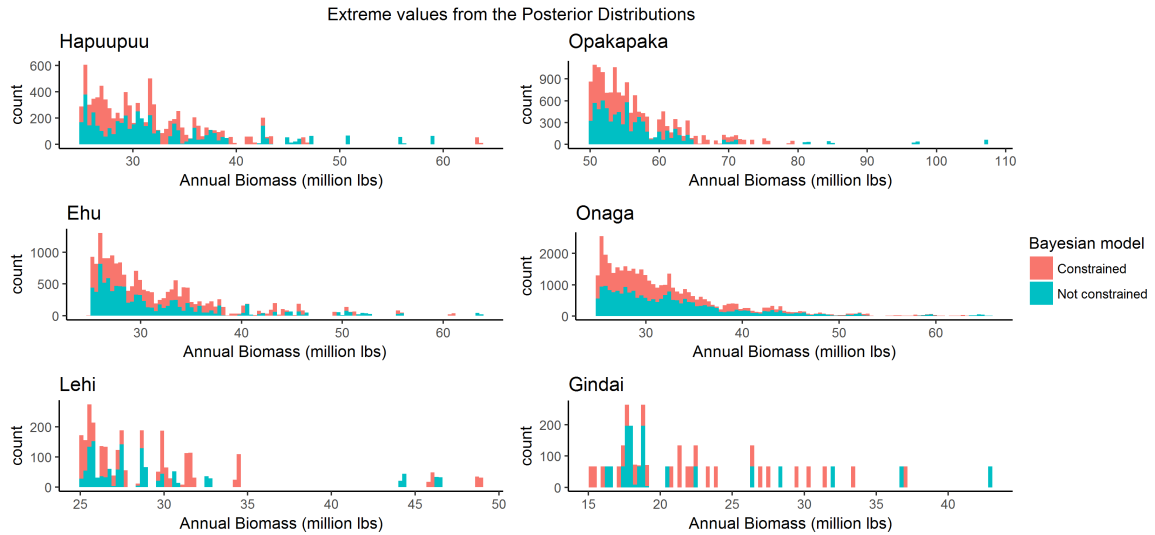 Extreme values from the Posterior Distributions
Hapuupuu
count
600
400
200
0
30
40
50
60
Annual Biomass (million lbs)
Opakapaka
count
900
600
300
0
50
60
70
80
90
100
110
Annual Biomass (million lbs)
Ehu
count
1000
500
0
30
40
50
60
Annual Biomass (million lbs)
Onaga
count
2000
1000
0
30
40
50
60
Annual Biomass (million lbs)
Bayesian model
Constrained
Not constrained
Lehi
count
200
100
0
25
30
35
40
45
50
Annual Biomass (million lbs)
Gindai
count
200
100
0
15
20
25
30
35
40
Annual Biomass (million lbs)